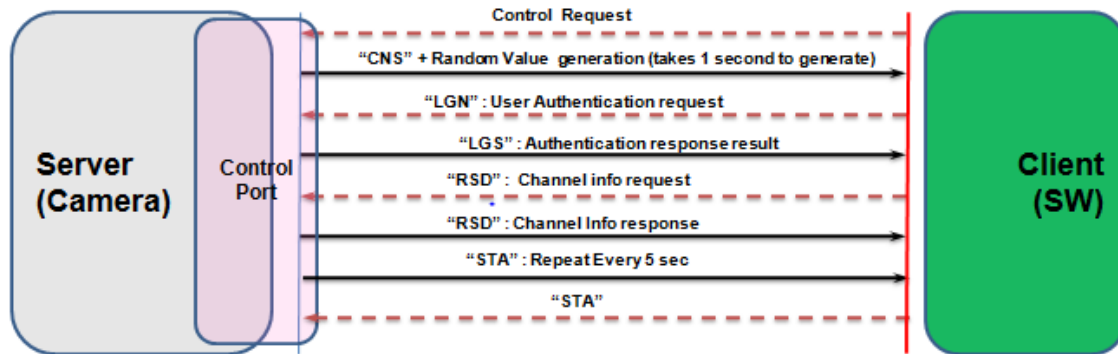 Control Request
“CNS” + Random Value generation (takes 1 second to generate)
“LGN” : User Authentication request
“LGS” : Authentication response result
“RSD” : Channel info request
“RSD” : Channel Info response
“STA” : Repeat Every 5 sec
“STA”
Server
(Camera)
Control
Port
Client
(SW)